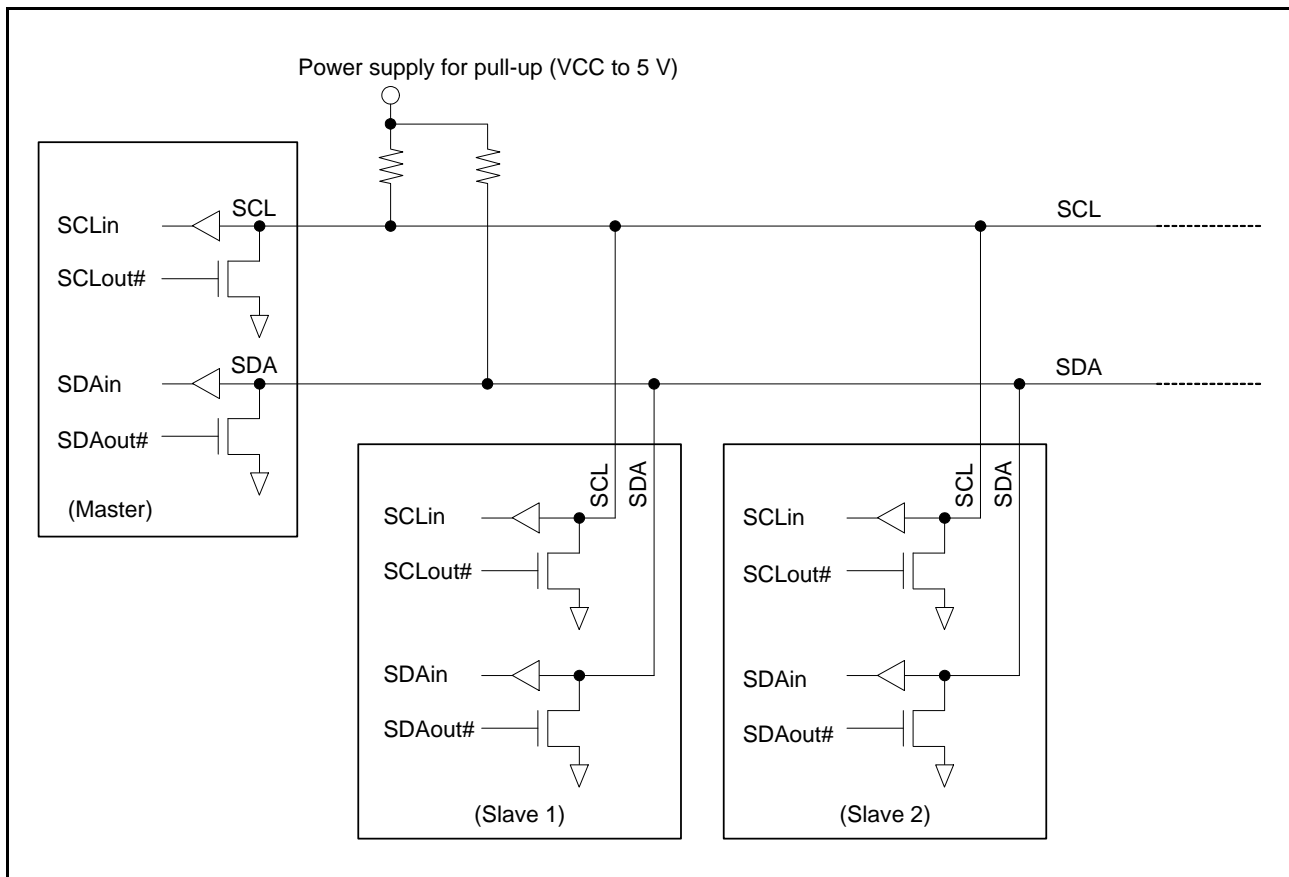 Power supply for pull-up (VCC to 5 V)
SCL
SCLin
SCLout#
SDA
SDAin
SDAout#
(Master)
SCL
SDA
SCL
SDA
SCLin
SCLout#
SDAin
SDAout#
(Slave 1)
SCL
SDA
SCLin
SCLout#
SDAin
SDAout#
(Slave 2)